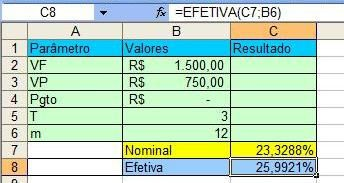 C8 fx =EFETIVA(C7;B6)
A B C
1 Parâmetro Valores Resultado
2 VF R$ 1.500,00
3 VP R$ 750,00
4 Pgto R$ -
5 T 3
6 m 12
7 Nominal 23,3288%
8 Efetiva 25,9921%